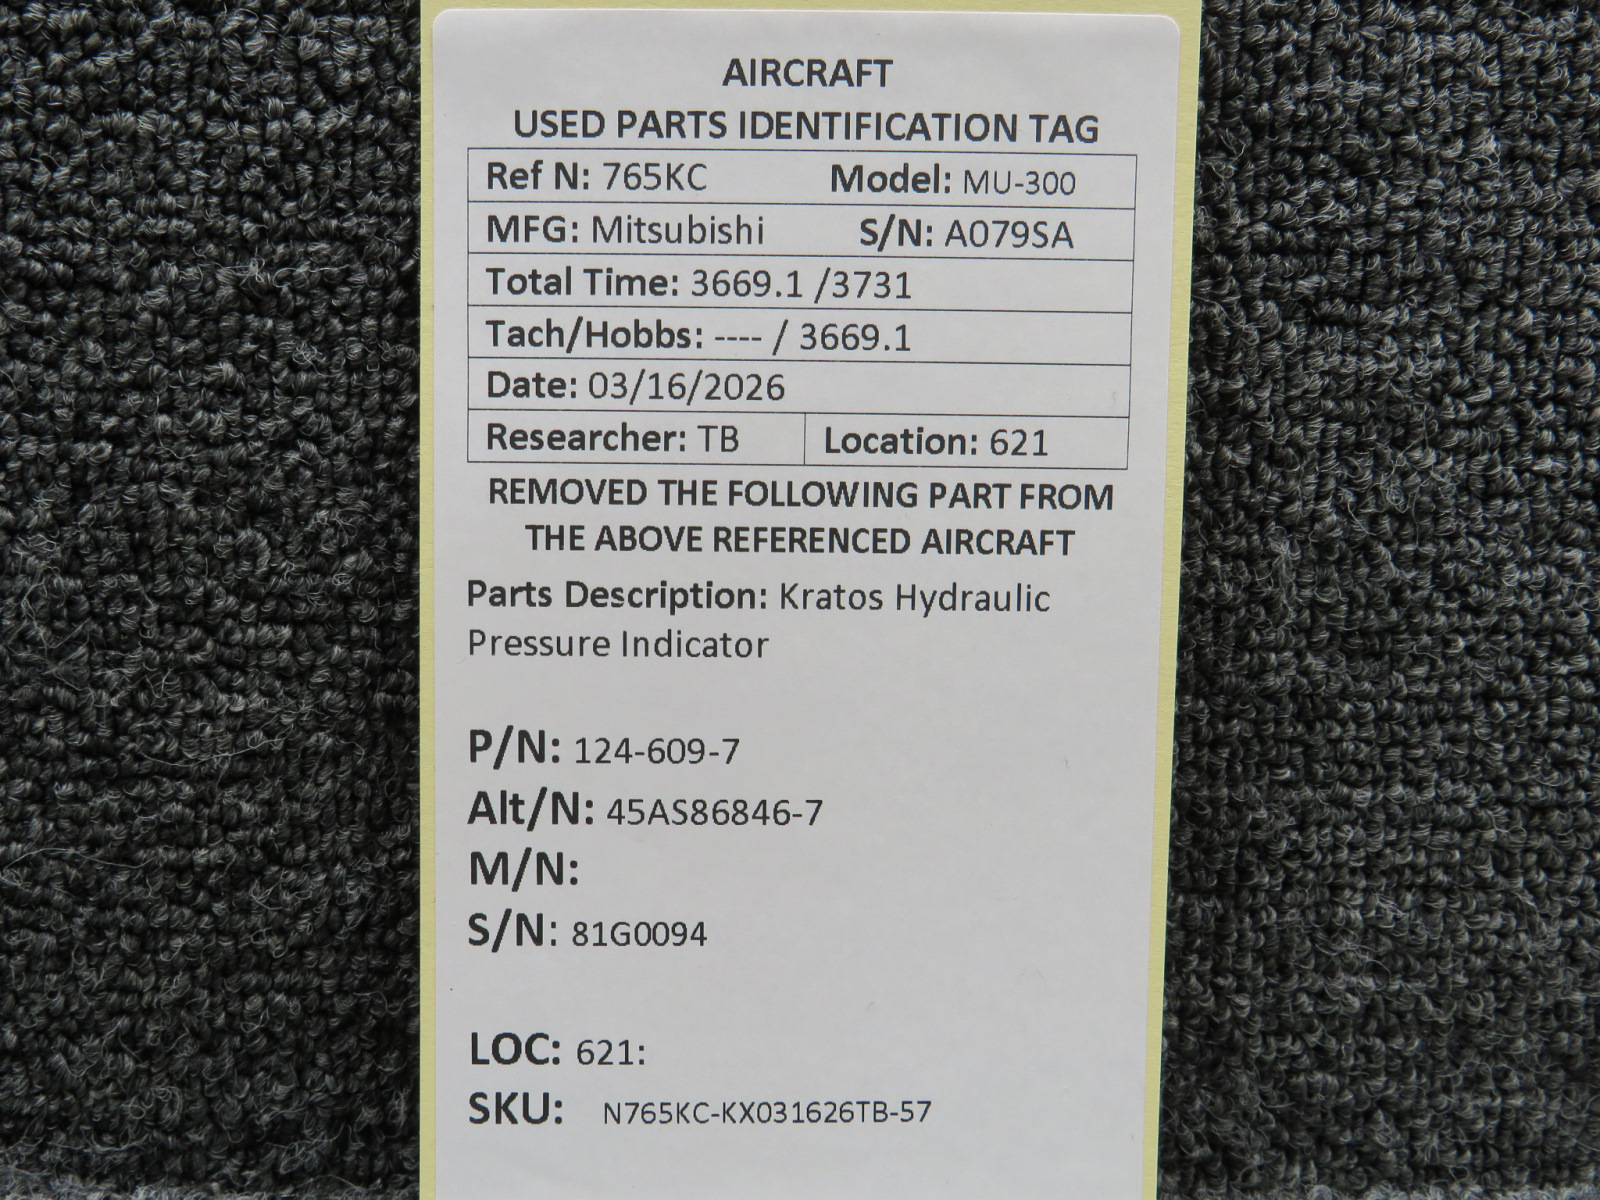 AIRCRAFT
USED PARTS IDENTIFICATION TAG
Ref N: 765KC Model: MU-300
MFG: Mitsubishi S/N: A079SA
Total Time: 3669.1 /3731
Tach/Hobbs: ---- / 3669.1
Date: 03/16/2026
Researcher: TB Location: 621
REMOVED THE FOLLOWING PART FROM
THE ABOVE REFERENCED AIRCRAFT
Parts Description: Kratos Hydraulic
Pressure Indicator
P/N: 124-609-7
Alt/N: 45AS86846-7
M/N:
S/N: 81G0094
LOC: 621:
SKU: N765KC-KX031626TB-57